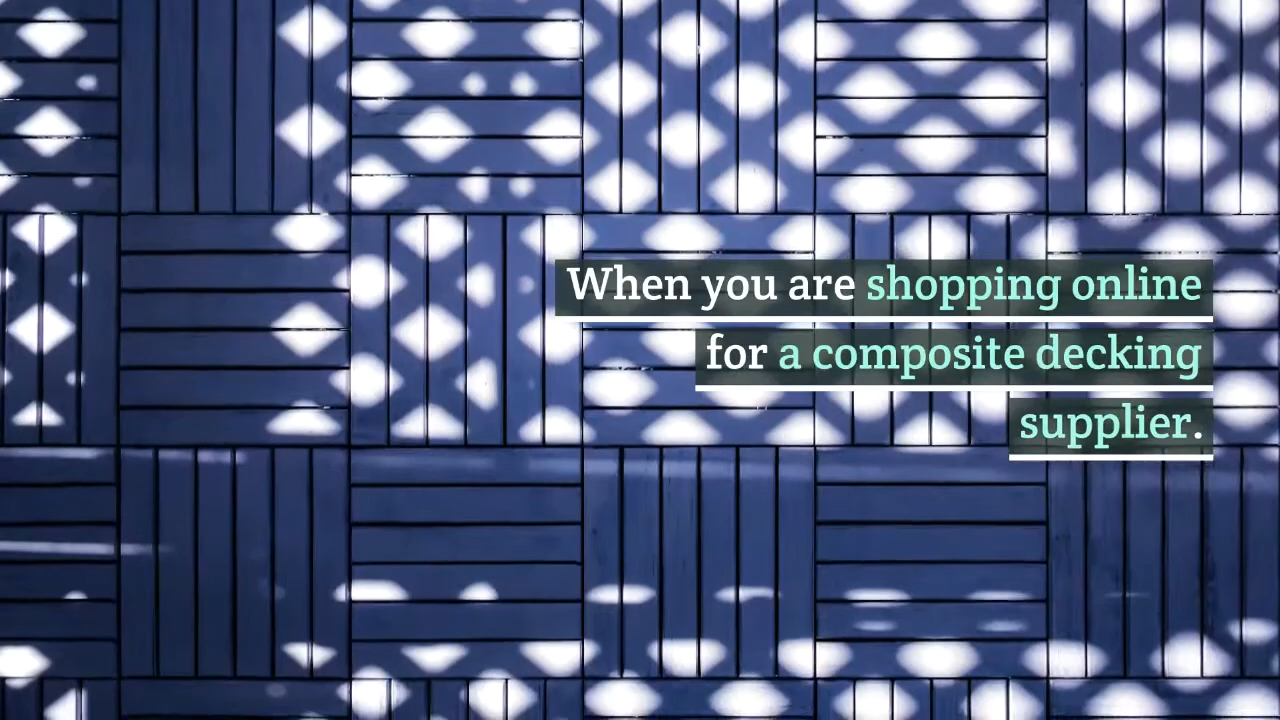 When you are shopping online
for a composite decking
supplier.